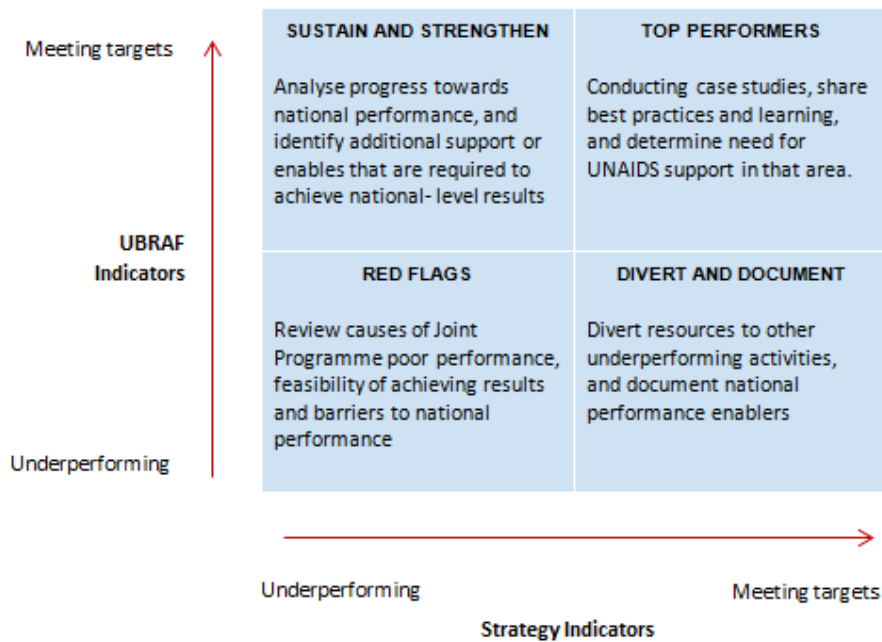 Meeting targets
UBRAF
Indicators
Underperforming
SUSTAIN AND STRENGTHEN
Analyse progress towards
national performance, and
identify additional support or
enables that are required to
achieve national- level results
TOP PERFORMERS
Conducting case studies, share
best practices and learning,
and determine need for
UNAIDS support in that area.
RED FLAGS
Review causes of Joint
Programme poor performance,
feasibility of achieving results
and barriers to national
performance
DIVERT AND DOCUMENT
Divert resources to other
underperforming activities,
and document national
performance enablers
Underperforming
Meeting targets
Strategy Indicators